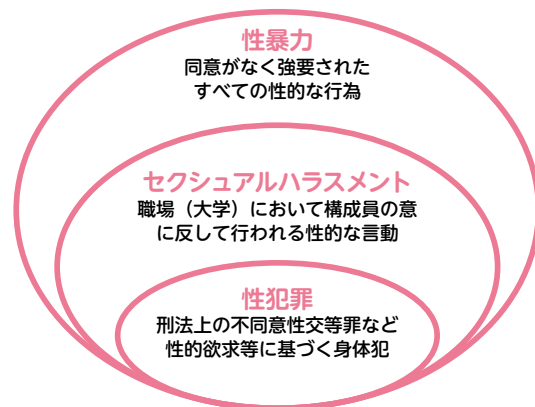 性暴力
同意がなく強要された
すべての性的な行為
セクシュアルハラスメント
職場（大学）において構成員の意
に反して行われる性的な言動
性犯罪
刑法上の不同意性交等罪など
性的欲求等に基づく身体犯